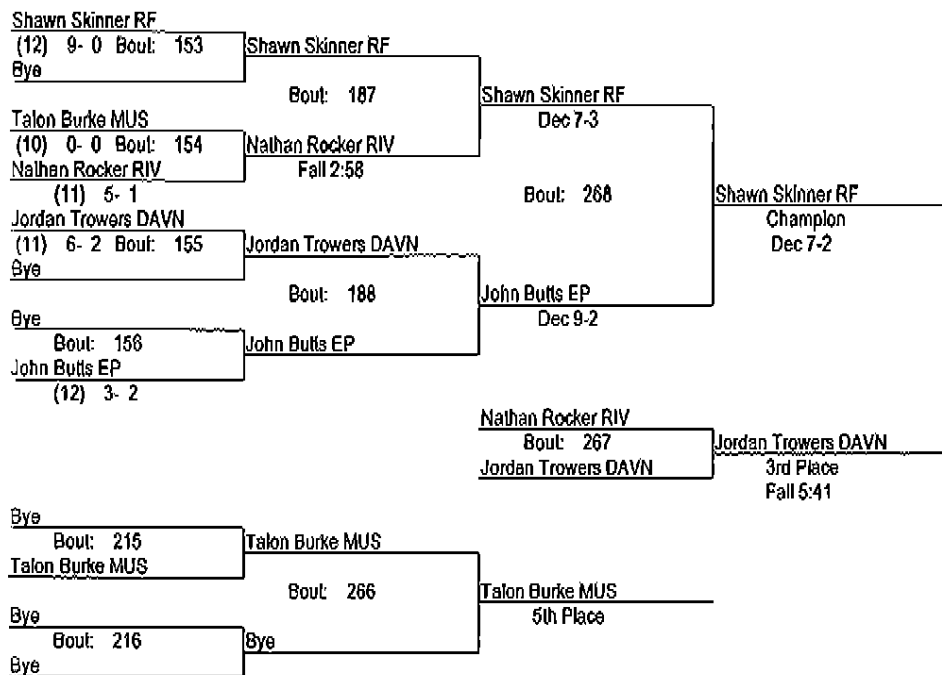 Shawn Skinner RF
(12) 9- 0 Bout: 153
Bye
Shawn Skinner RF
Bout: 187
Talon Burke MUS
(10) 0- 0 Bout: 154
Nathan Rocker RIV
(11) 5- 1
Nathan Rocker RIV
Fall 2:58
Shawn Skinner RF
Dec 7-3
Jordan Trowers DAVN
(11) 6- 2 Bout: 155
Bye
Jordan Trowers DAVN
Bout: 188
Bye
Bout: 156
John Butts EP
(12) 3- 2
John Butts EP
John Butts EP
Dec 9-2
Bout: 268
Shawn Skinner RF
Champion
Dec 7-2
Nathan Rocker RIV
Bout: 267
Jordan Trowers DAVN
Jordan Trowers DAVN
3rd Place
Fall 5:41
Bye
Bout: 215
Talon Burke MUS
Talon Burke MUS
Bout: 266
Bye
Bout: 216
Bye
Bye
Talon Burke MUS
5th Place